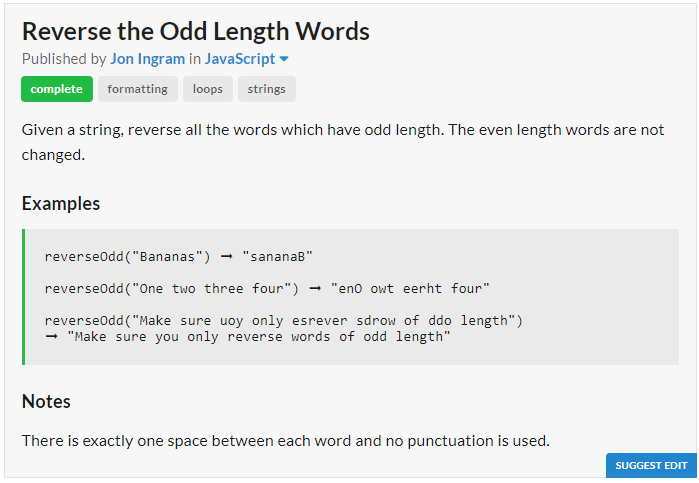 Reverse the Odd Length Words
Published by Jon Ingram in JavaScript
complete formatting loops strings
Given a string, reverse all the words which have odd length. The even length words are not
changed.
Examples
reverseOdd("Bananas") ➞ "sananaB"
reverseOdd("One two three four") ➞ "enO owt eerht four"
reverseOdd("Make sure uoy only esrever sdrow of ddo length")
➞ "Make sure you only reverse words of odd length"
Notes
There is exactly one space between each word and no punctuation is used.
SUGGEST EDIT